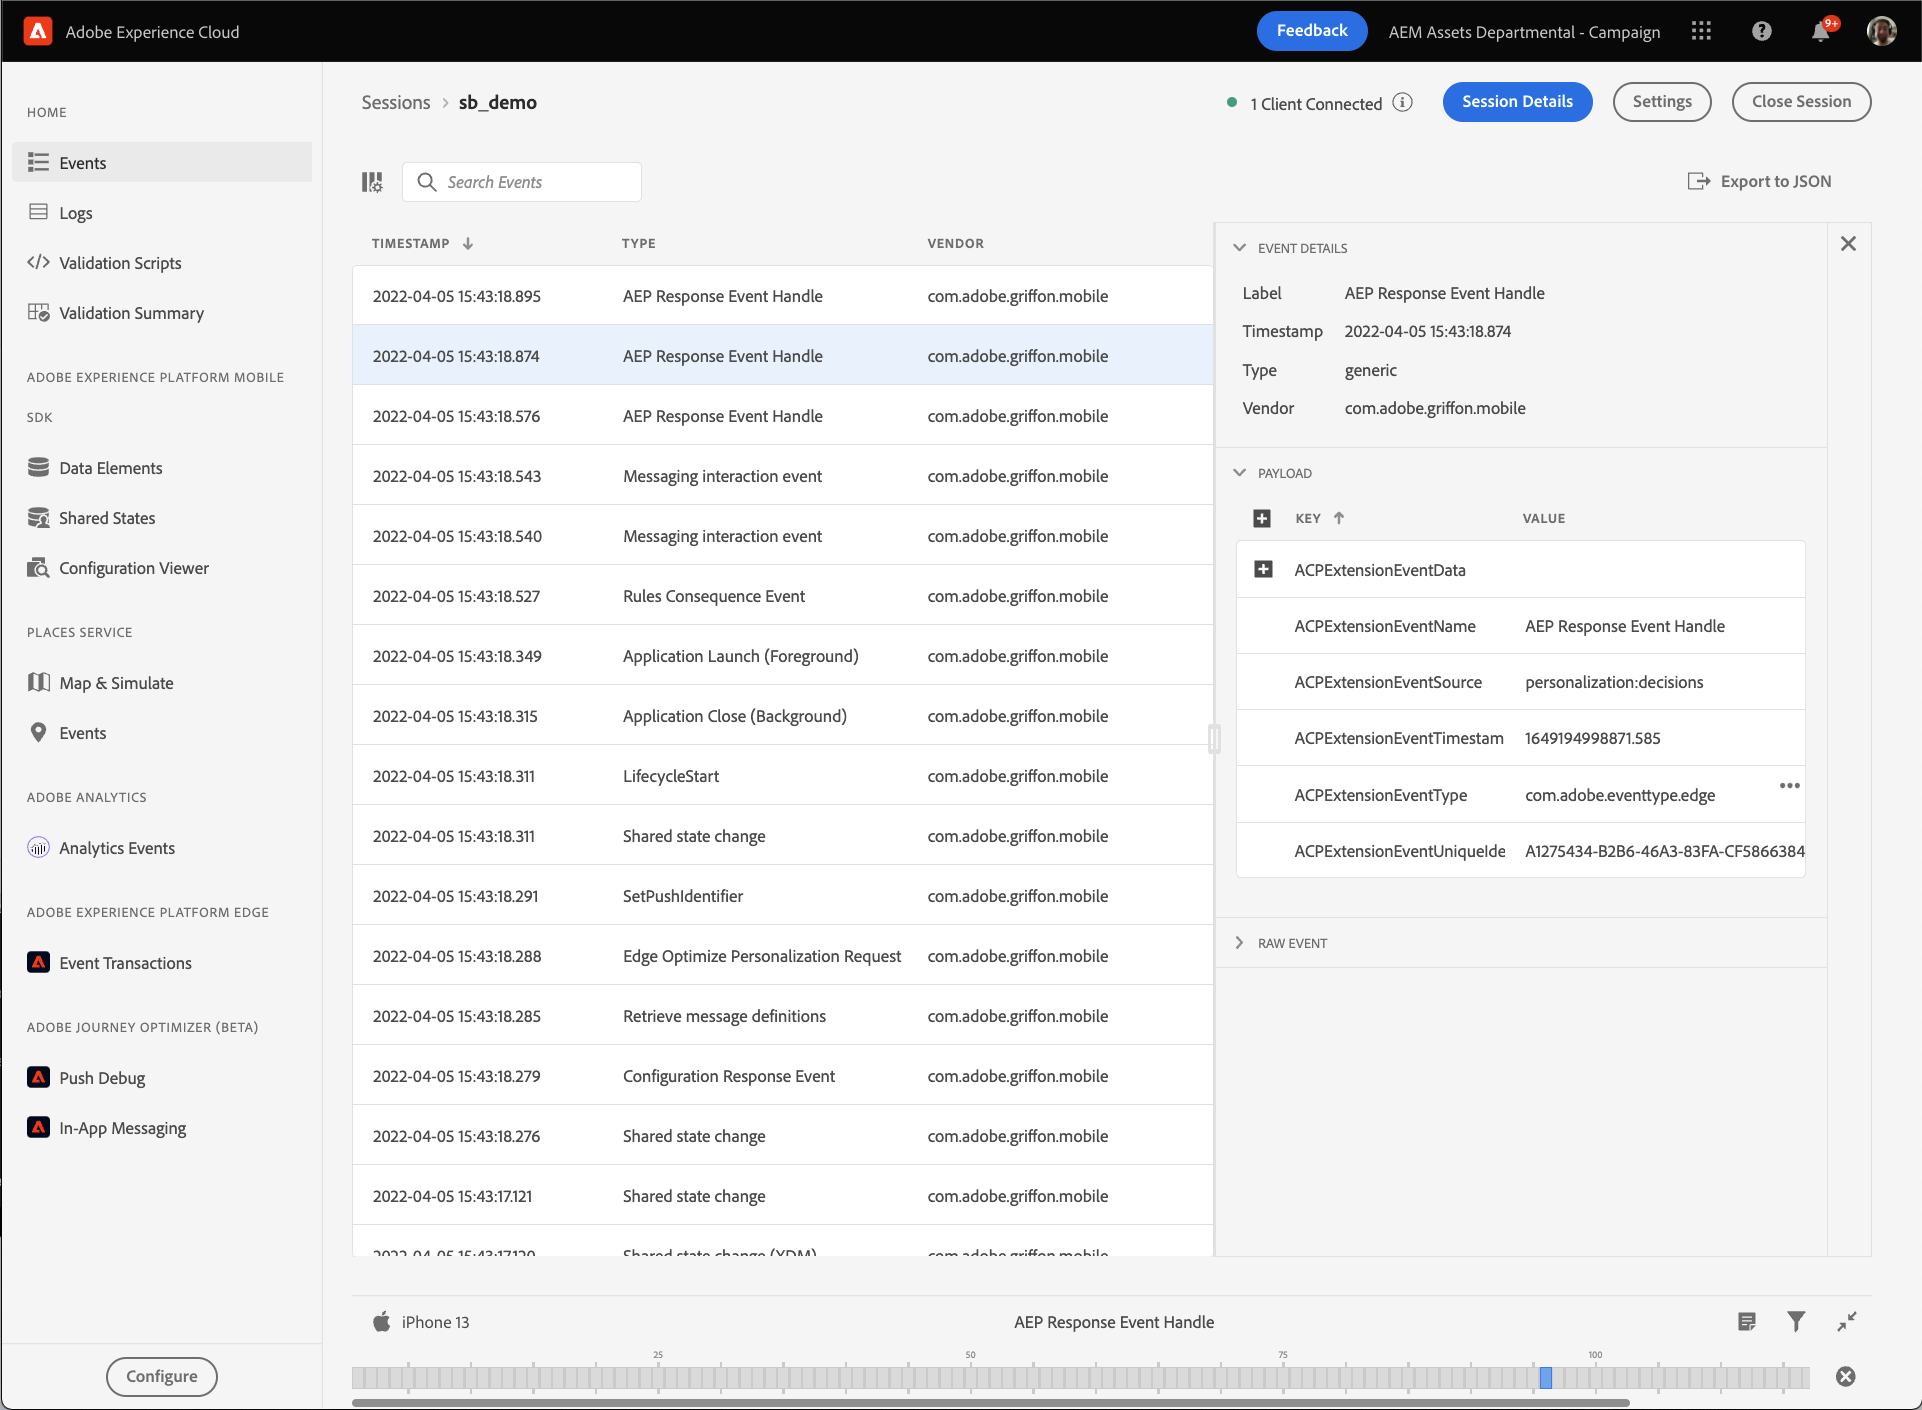 Adobe Experience Cloud
Feedback
AEM Assets Departmental - Campaign
9+
HOME
Events
Logs
Validation Scripts
Validation Summary
ADOBE EXPERIENCE PLATFORM MOBILE
SDK
Data Elements
Shared States
Configuration Viewer
PLACES SERVICE
Map & Simulate
Events
ADOBE ANALYTICS
Analytics Events
ADOBE EXPERIENCE PLATFORM EDGE
Event Transactions
ADOBE JOURNEY OPTIMIZER (BETA)
Push Debug
In-App Messaging
Configure
Sessions > sb_demo
1 Client Connected
Session Details
Settings
Close Session
Search Events
Export to JSON
TIMESTAMP TYPE VENDOR
2022-04-05 15:43:18.895 AEP Response Event Handle com.adobe.griffon.mobile
2022-04-05 15:43:18.874 AEP Response Event Handle com.adobe.griffon.mobile
2022-04-05 15:43:18.576 AEP Response Event Handle com.adobe.griffon.mobile
2022-04-05 15:43:18.543 Messaging interaction event com.adobe.griffon.mobile
2022-04-05 15:43:18.540 Messaging interaction event com.adobe.griffon.mobile
2022-04-05 15:43:18.527 Rules Consequence Event com.adobe.griffon.mobile
2022-04-05 15:43:18.349 Application Launch (Foreground) com.adobe.griffon.mobile
2022-04-05 15:43:18.315 Application Close (Background) com.adobe.griffon.mobile
2022-04-05 15:43:18.311 LifecycleStart com.adobe.griffon.mobile
2022-04-05 15:43:18.311 Shared state change com.adobe.griffon.mobile
2022-04-05 15:43:18.291 SetPushIdentifier com.adobe.griffon.mobile
2022-04-05 15:43:18.288 Edge Optimize Personalization Request com.adobe.griffon.mobile
2022-04-05 15:43:18.285 Retrieve message definitions com.adobe.griffon.mobile
2022-04-05 15:43:18.279 Configuration Response Event com.adobe.griffon.mobile
2022-04-05 15:43:18.276 Shared state change com.adobe.griffon.mobile
2022-04-05 15:43:17.121 Shared state change com.adobe.griffon.mobile
2022-04-05 15:43:17.120 Shared state change (XDM) com.adobe.griffon.mobile
EVENT DETAILS
Label AEP Response Event Handle
Timestamp 2022-04-05 15:43:18.874
Type generic
Vendor com.adobe.griffon.mobile
PAYLOAD
KEY VALUE
ACPExtensionEventData
ACPExtensionEventName AEP Response Event Handle
ACPExtensionEventSource personalization:decisions
ACPExtensionEventTimestam 1649194998871.585
ACPExtensionEventType com.adobe.eventtype.edge
ACPExtensionEventUniqueIde A1275434-B2B6-46A3-83FA-CF5866384
RAW EVENT
iPhone 13
AEP Response Event Handle
25 50 75 100